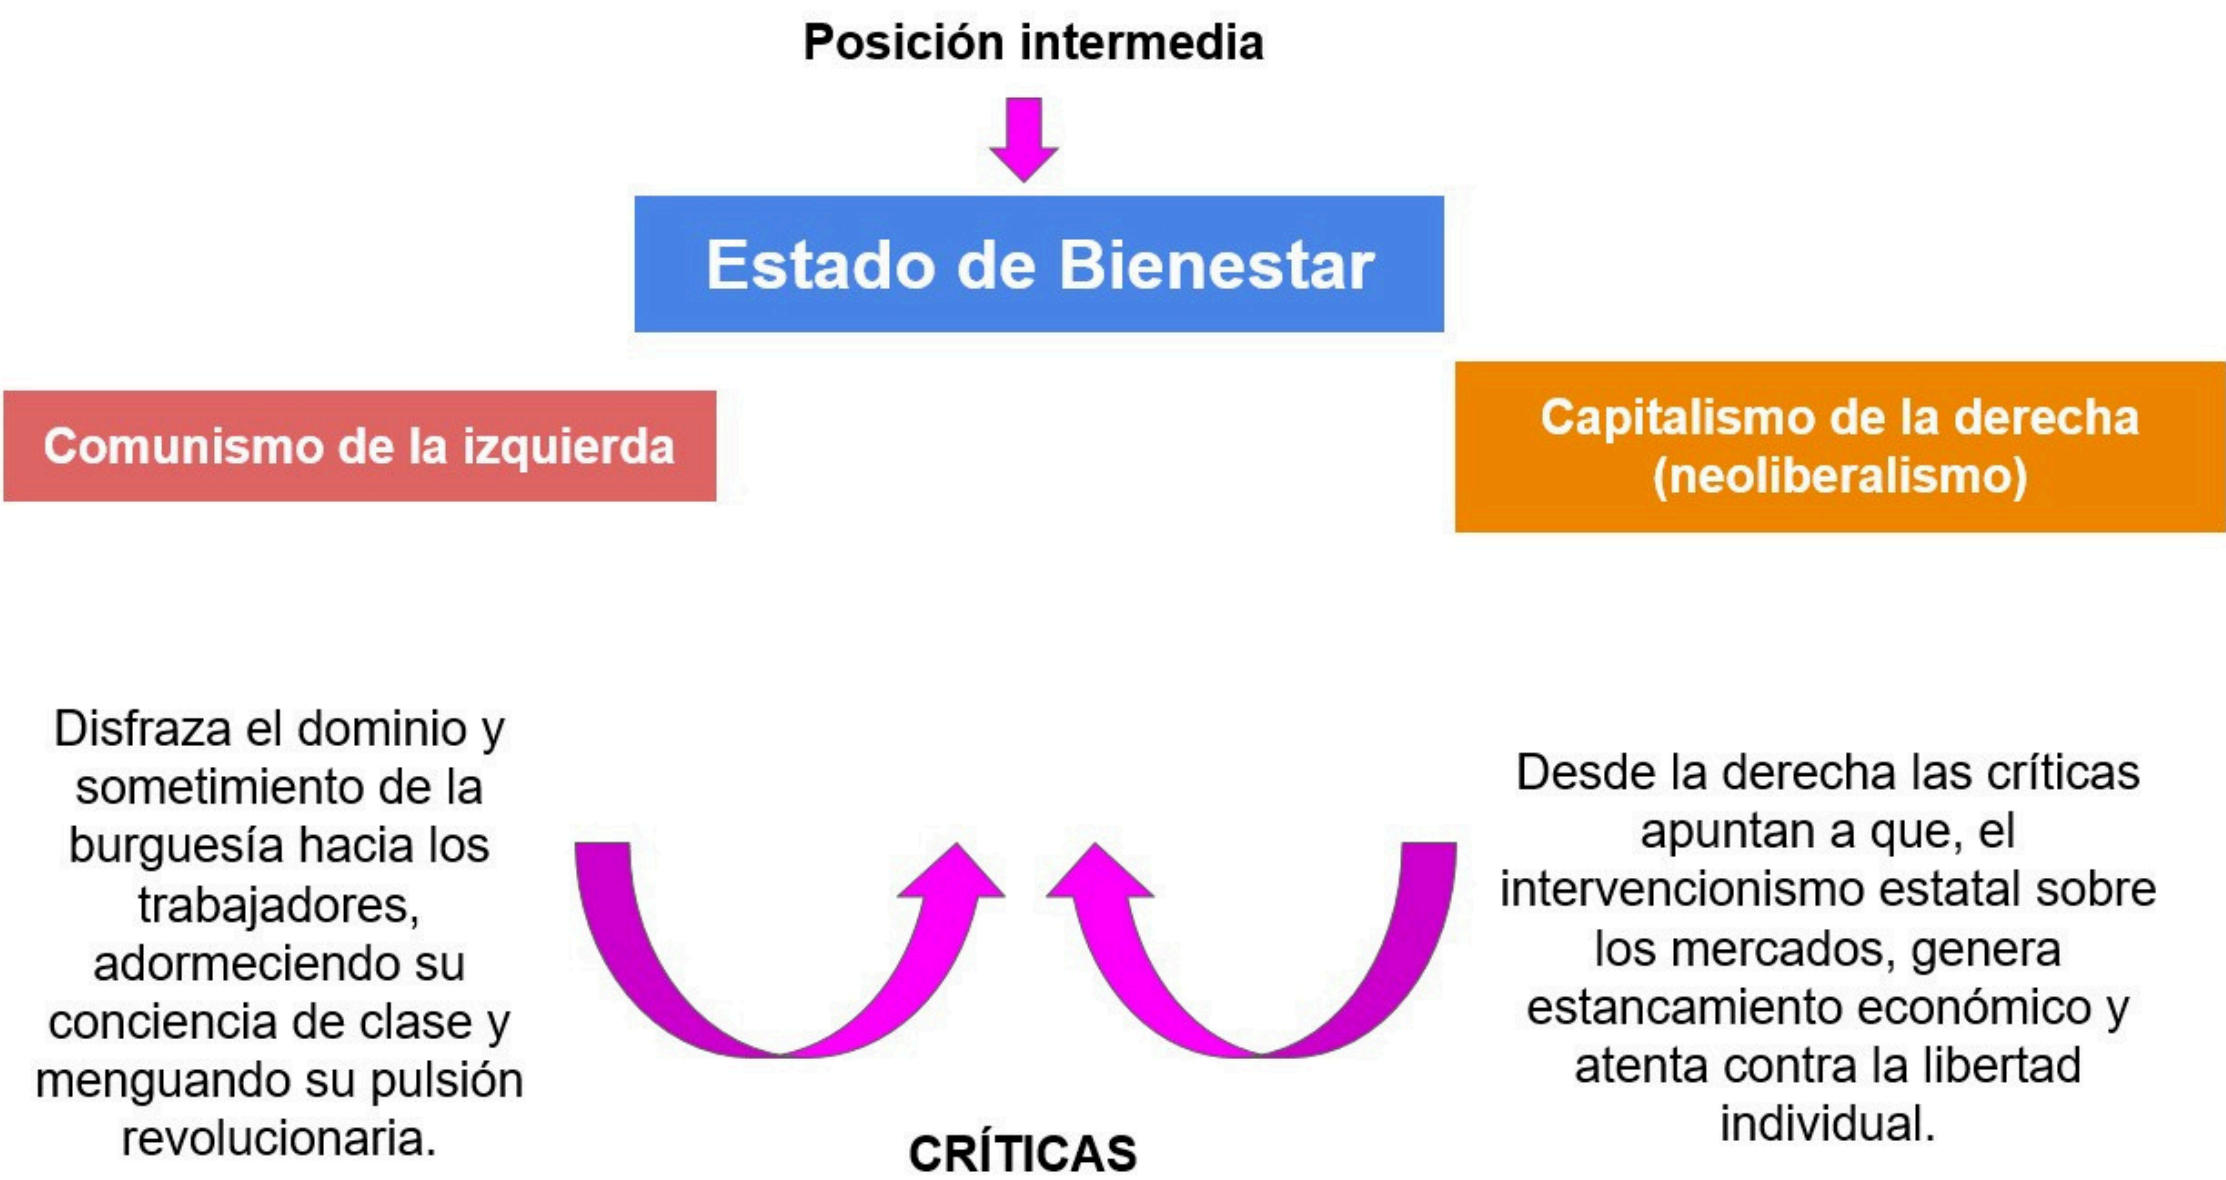 Posición intermedia
Estado de Bienestar
Comunismo de la izquierda
Capitalismo de la derecha
(neoliberalismo)
Disfraza el dominio y
sometimiento de la
burguesía hacia los
trabajadores,
adormeciendo su
conciencia de clase y
menguando su pulsión
revolucionaria.
Desde la derecha las críticas
apuntan a que, el
intervencionismo estatal sobre
los mercados, genera
estancamiento económico y
atenta contra la libertad
individual.
CRÍTICAS